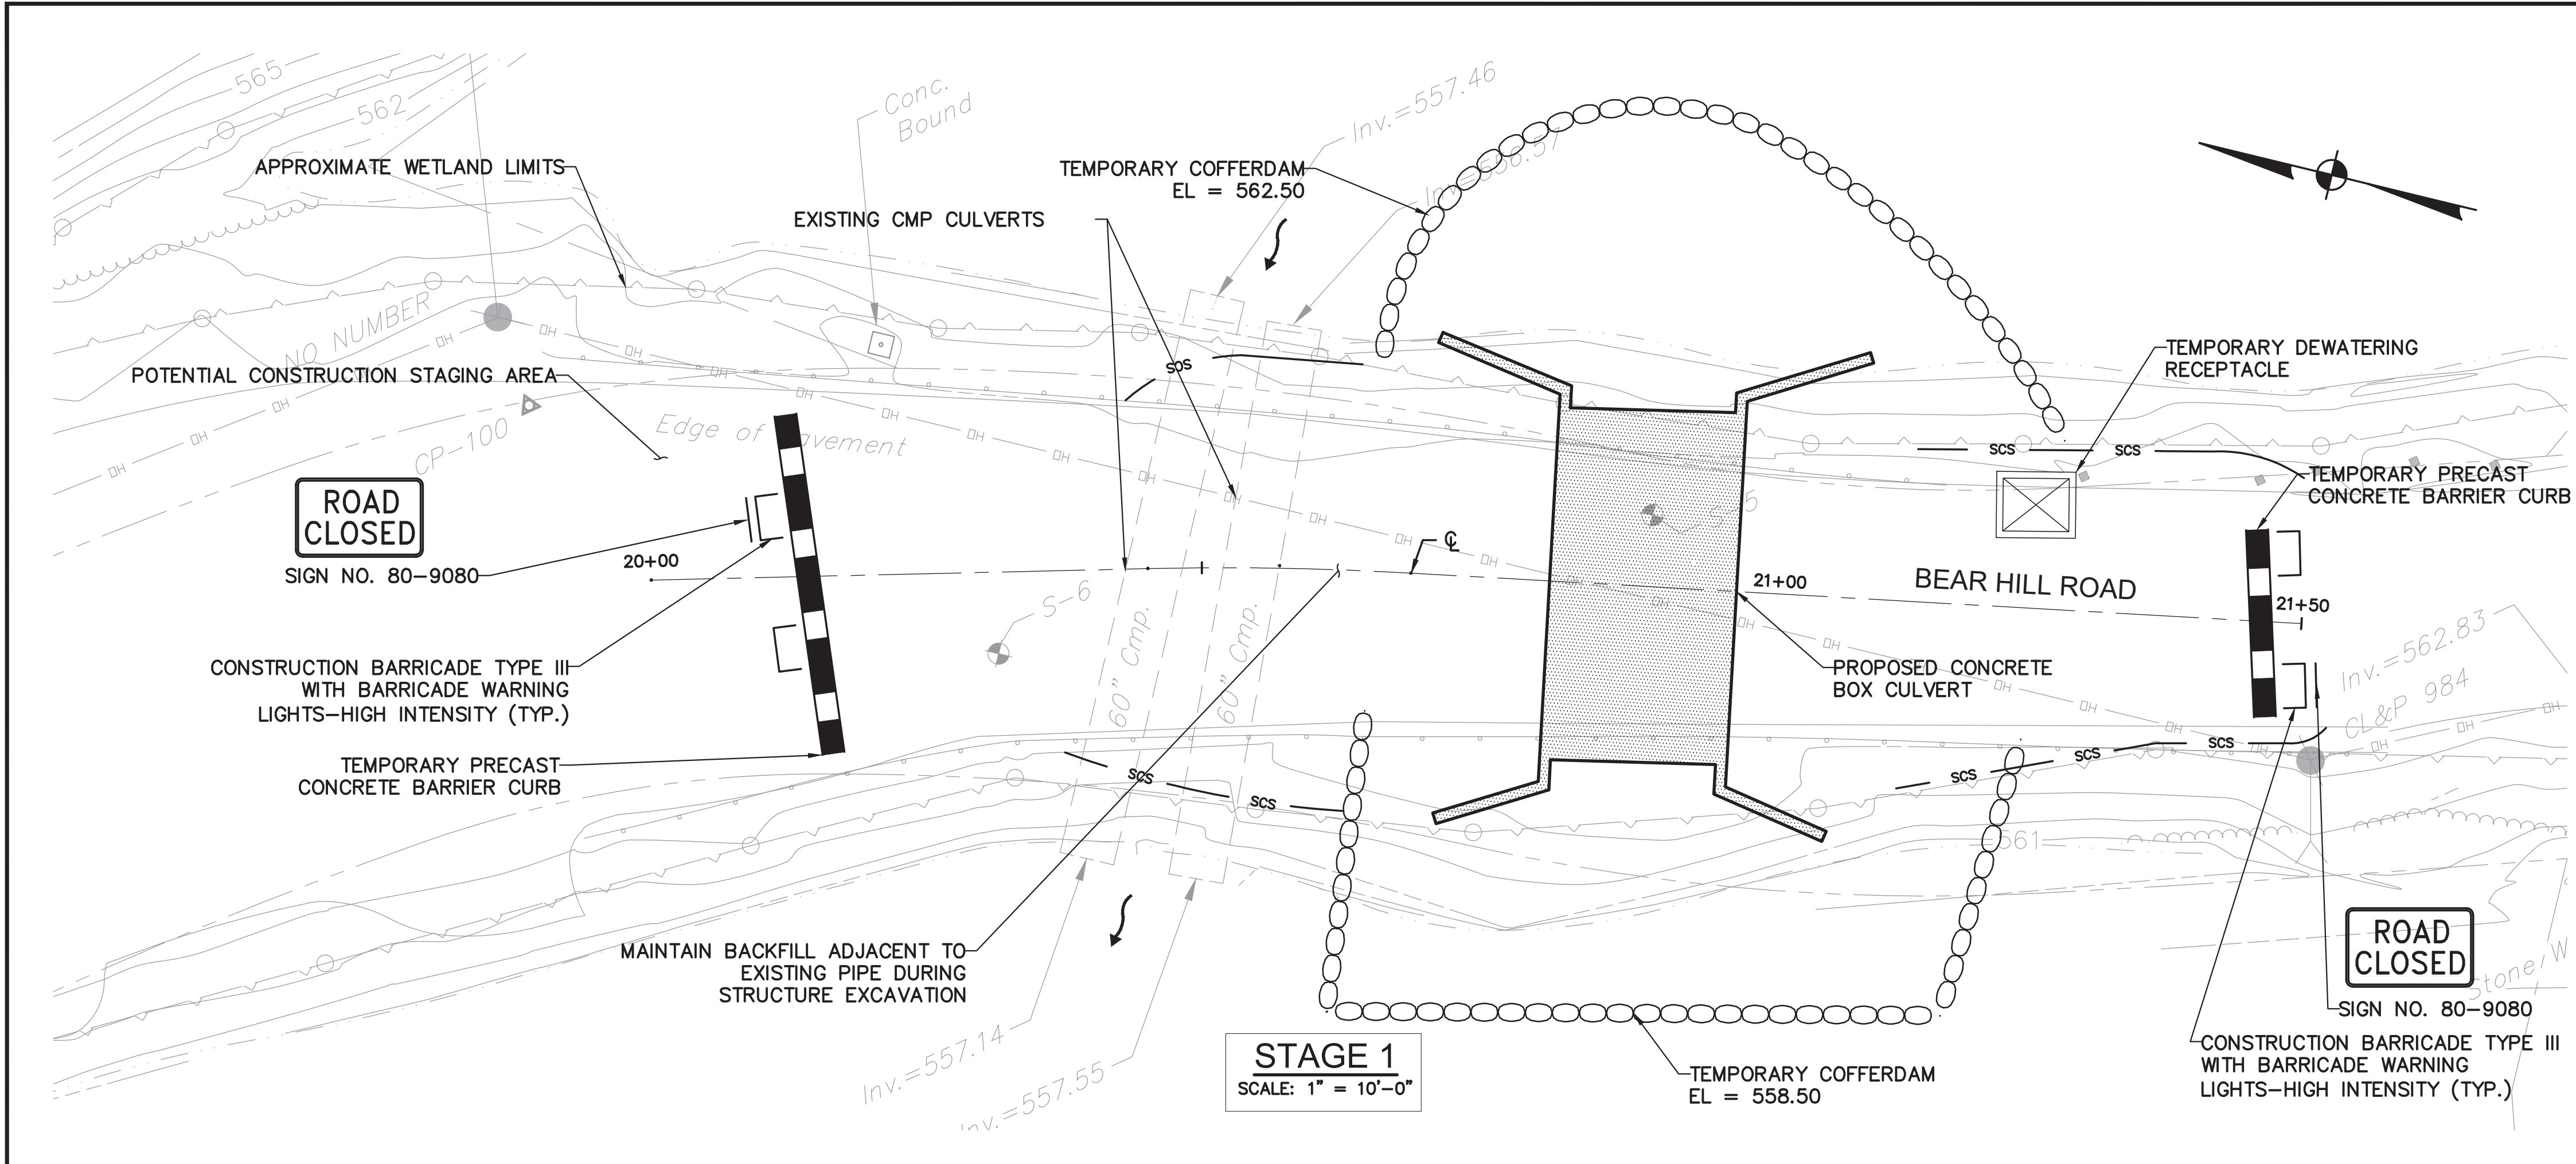 565
562
Conc.
Bound
Inv.=557.46
APPROXIMATE WETLAND LIMITS
TEMPORARY COFFERDAM
EL = 562.50
EXISTING CMP CULVERTS
NO NUMBER
POTENTIAL CONSTRUCTION STAGING AREA
CP-100
Edge of Pavement
OH
SCS
TEMPORARY DEWATERING
RECEPTACLE
SCS
SCS
TEMPORARY PRECAST
CONCRETE BARRIER CURB
ROAD
CLOSED
SIGN NO. 80-9080
20+00
℄
S-5
21+00
BEAR HILL ROAD
21+50
S-6
60" Cmp.
60" Cmp.
CONSTRUCTION BARRICADE TYPE III
WITH BARRICADE WARNING
LIGHTS-HIGH INTENSITY (TYP.)
PROPOSED CONCRETE
BOX CULVERT
Inv.=562.83
CL&P 984
TEMPORARY PRECAST
CONCRETE BARRIER CURB
SCS
SCS
SCS
SCS
SCS
561
MAINTAIN BACKFILL ADJACENT TO
EXISTING PIPE DURING
STRUCTURE EXCAVATION
ROAD
CLOSED
SIGN NO. 80-9080
Inv.=557.14
Inv.=557.55
STAGE 1
SCALE: 1" = 10'-0"
TEMPORARY COFFERDAM
EL = 558.50
CONSTRUCTION BARRICADE TYPE III
WITH BARRICADE WARNING
LIGHTS-HIGH INTENSITY (TYP.)
Stone